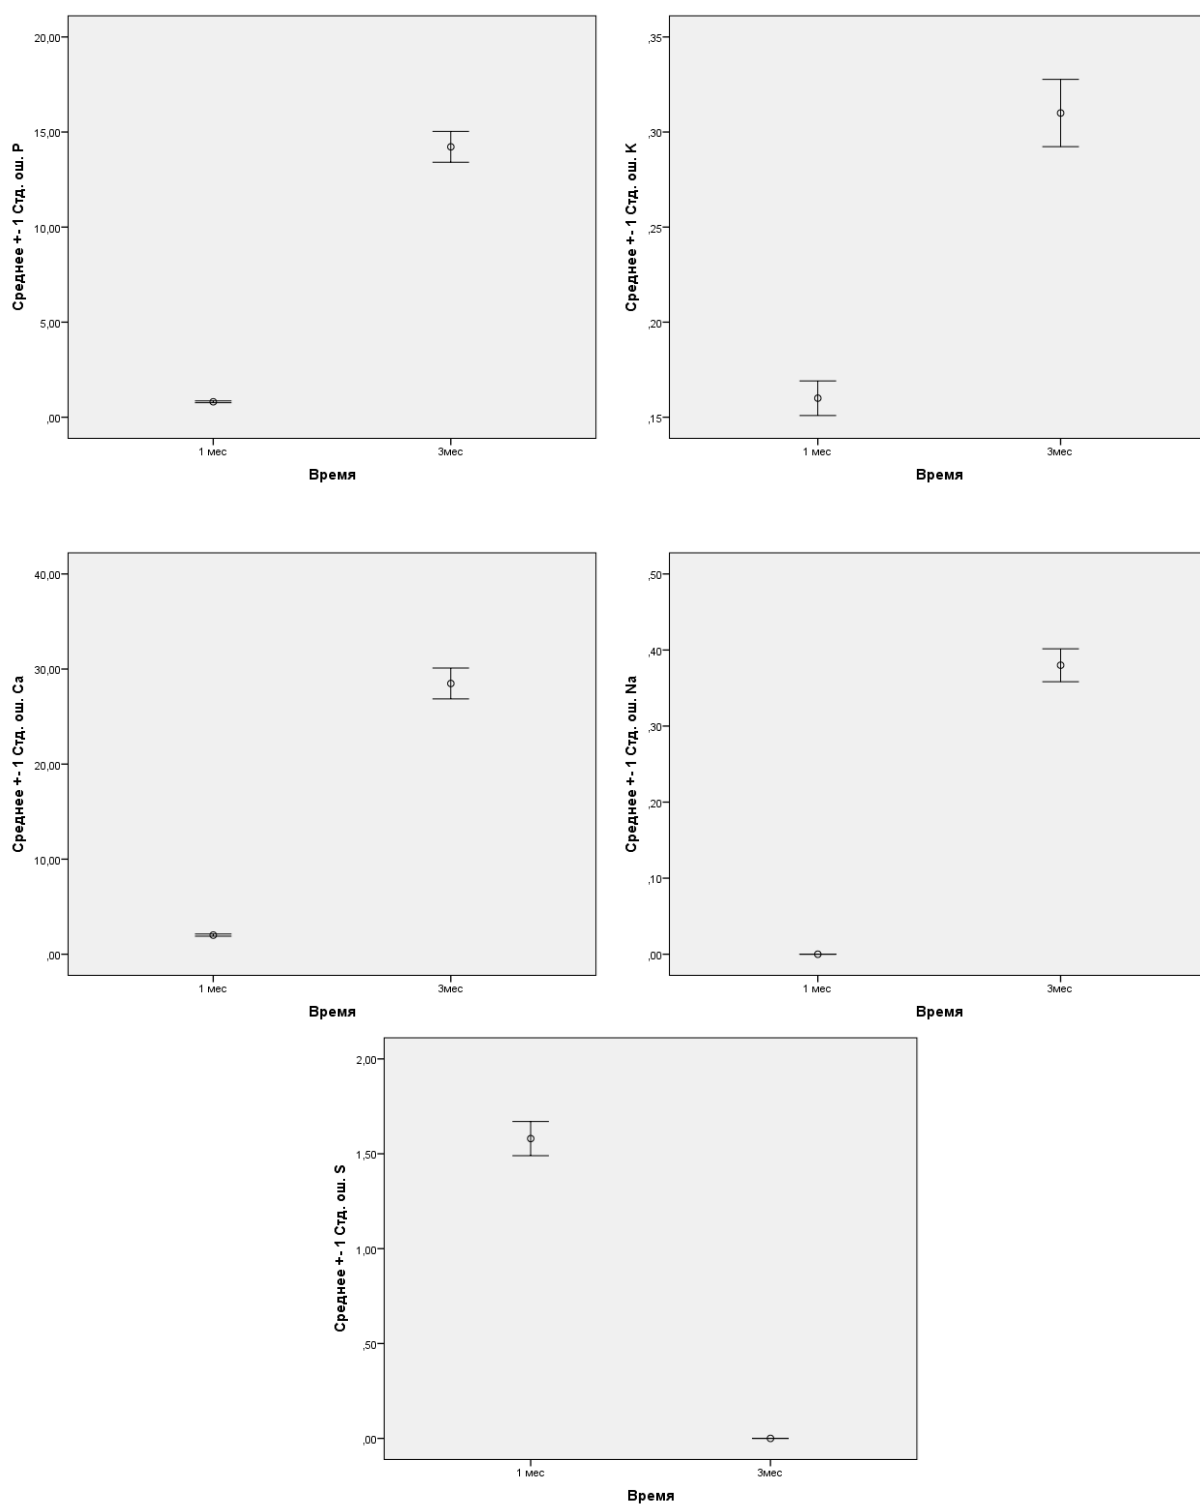 Среднее +- 1 Стд. ош. P
20,00
15,00
10,00
5,00
,00
1 мес
3мес
Время
Среднее +- 1 Стд. ош. K
,35
,30
,25
,20
,15
1 мес
3мес
Время
Среднее +- 1 Стд. ош. Ca
40,00
30,00
20,00
10,00
,00
1 мес
3мес
Время
Среднее +- 1 Стд. ош. Na
,50
,40
,30
,20
,10
,00
1 мес
3мес
Время
Среднее +- 1 Стд. ош. S
2,00
1,50
1,00
,50
,00
1 мес
3мес
Время